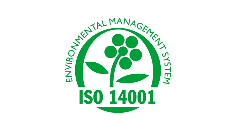 ENVIRONMENTAL MANAGEMENT SYSTEM
ISO 14001